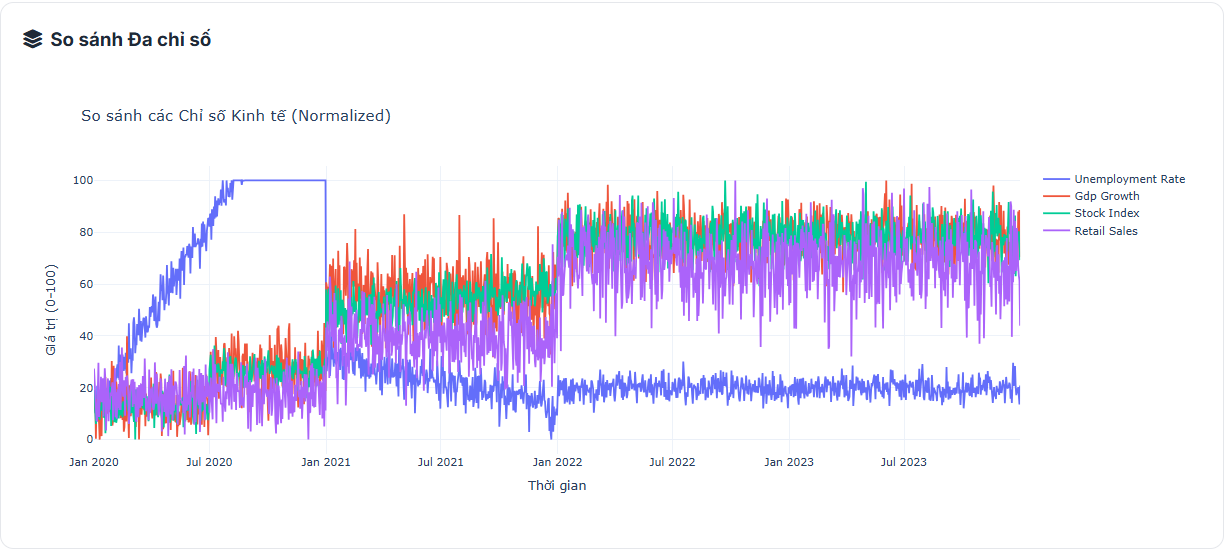 So sánh Đa chỉ số
So sánh các Chỉ số Kinh tế (Normalized)
Giá trị (0-100)
100
80
60
40
20
0
Jan 2020
Jul 2020
Jan 2021
Jul 2021
Jan 2022
Jul 2022
Jan 2023
Jul 2023
Thời gian
Unemployment Rate
Gdp Growth
Stock Index
Retail Sales